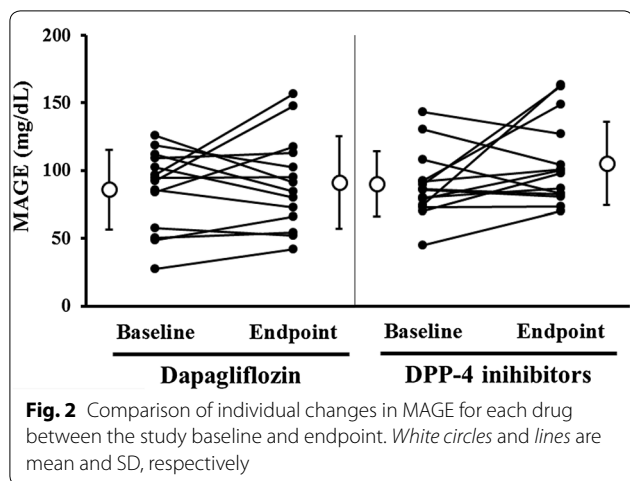 200
150
100
50
0
MAGE (mg/dL)
Baseline Endpoint Baseline Endpoint
Dapagliflozin DPP-4 inihibitors
Fig. 2 Comparison of individual changes in MAGE for each drug
between the study baseline and endpoint. White circles and lines are
mean and SD, respectively